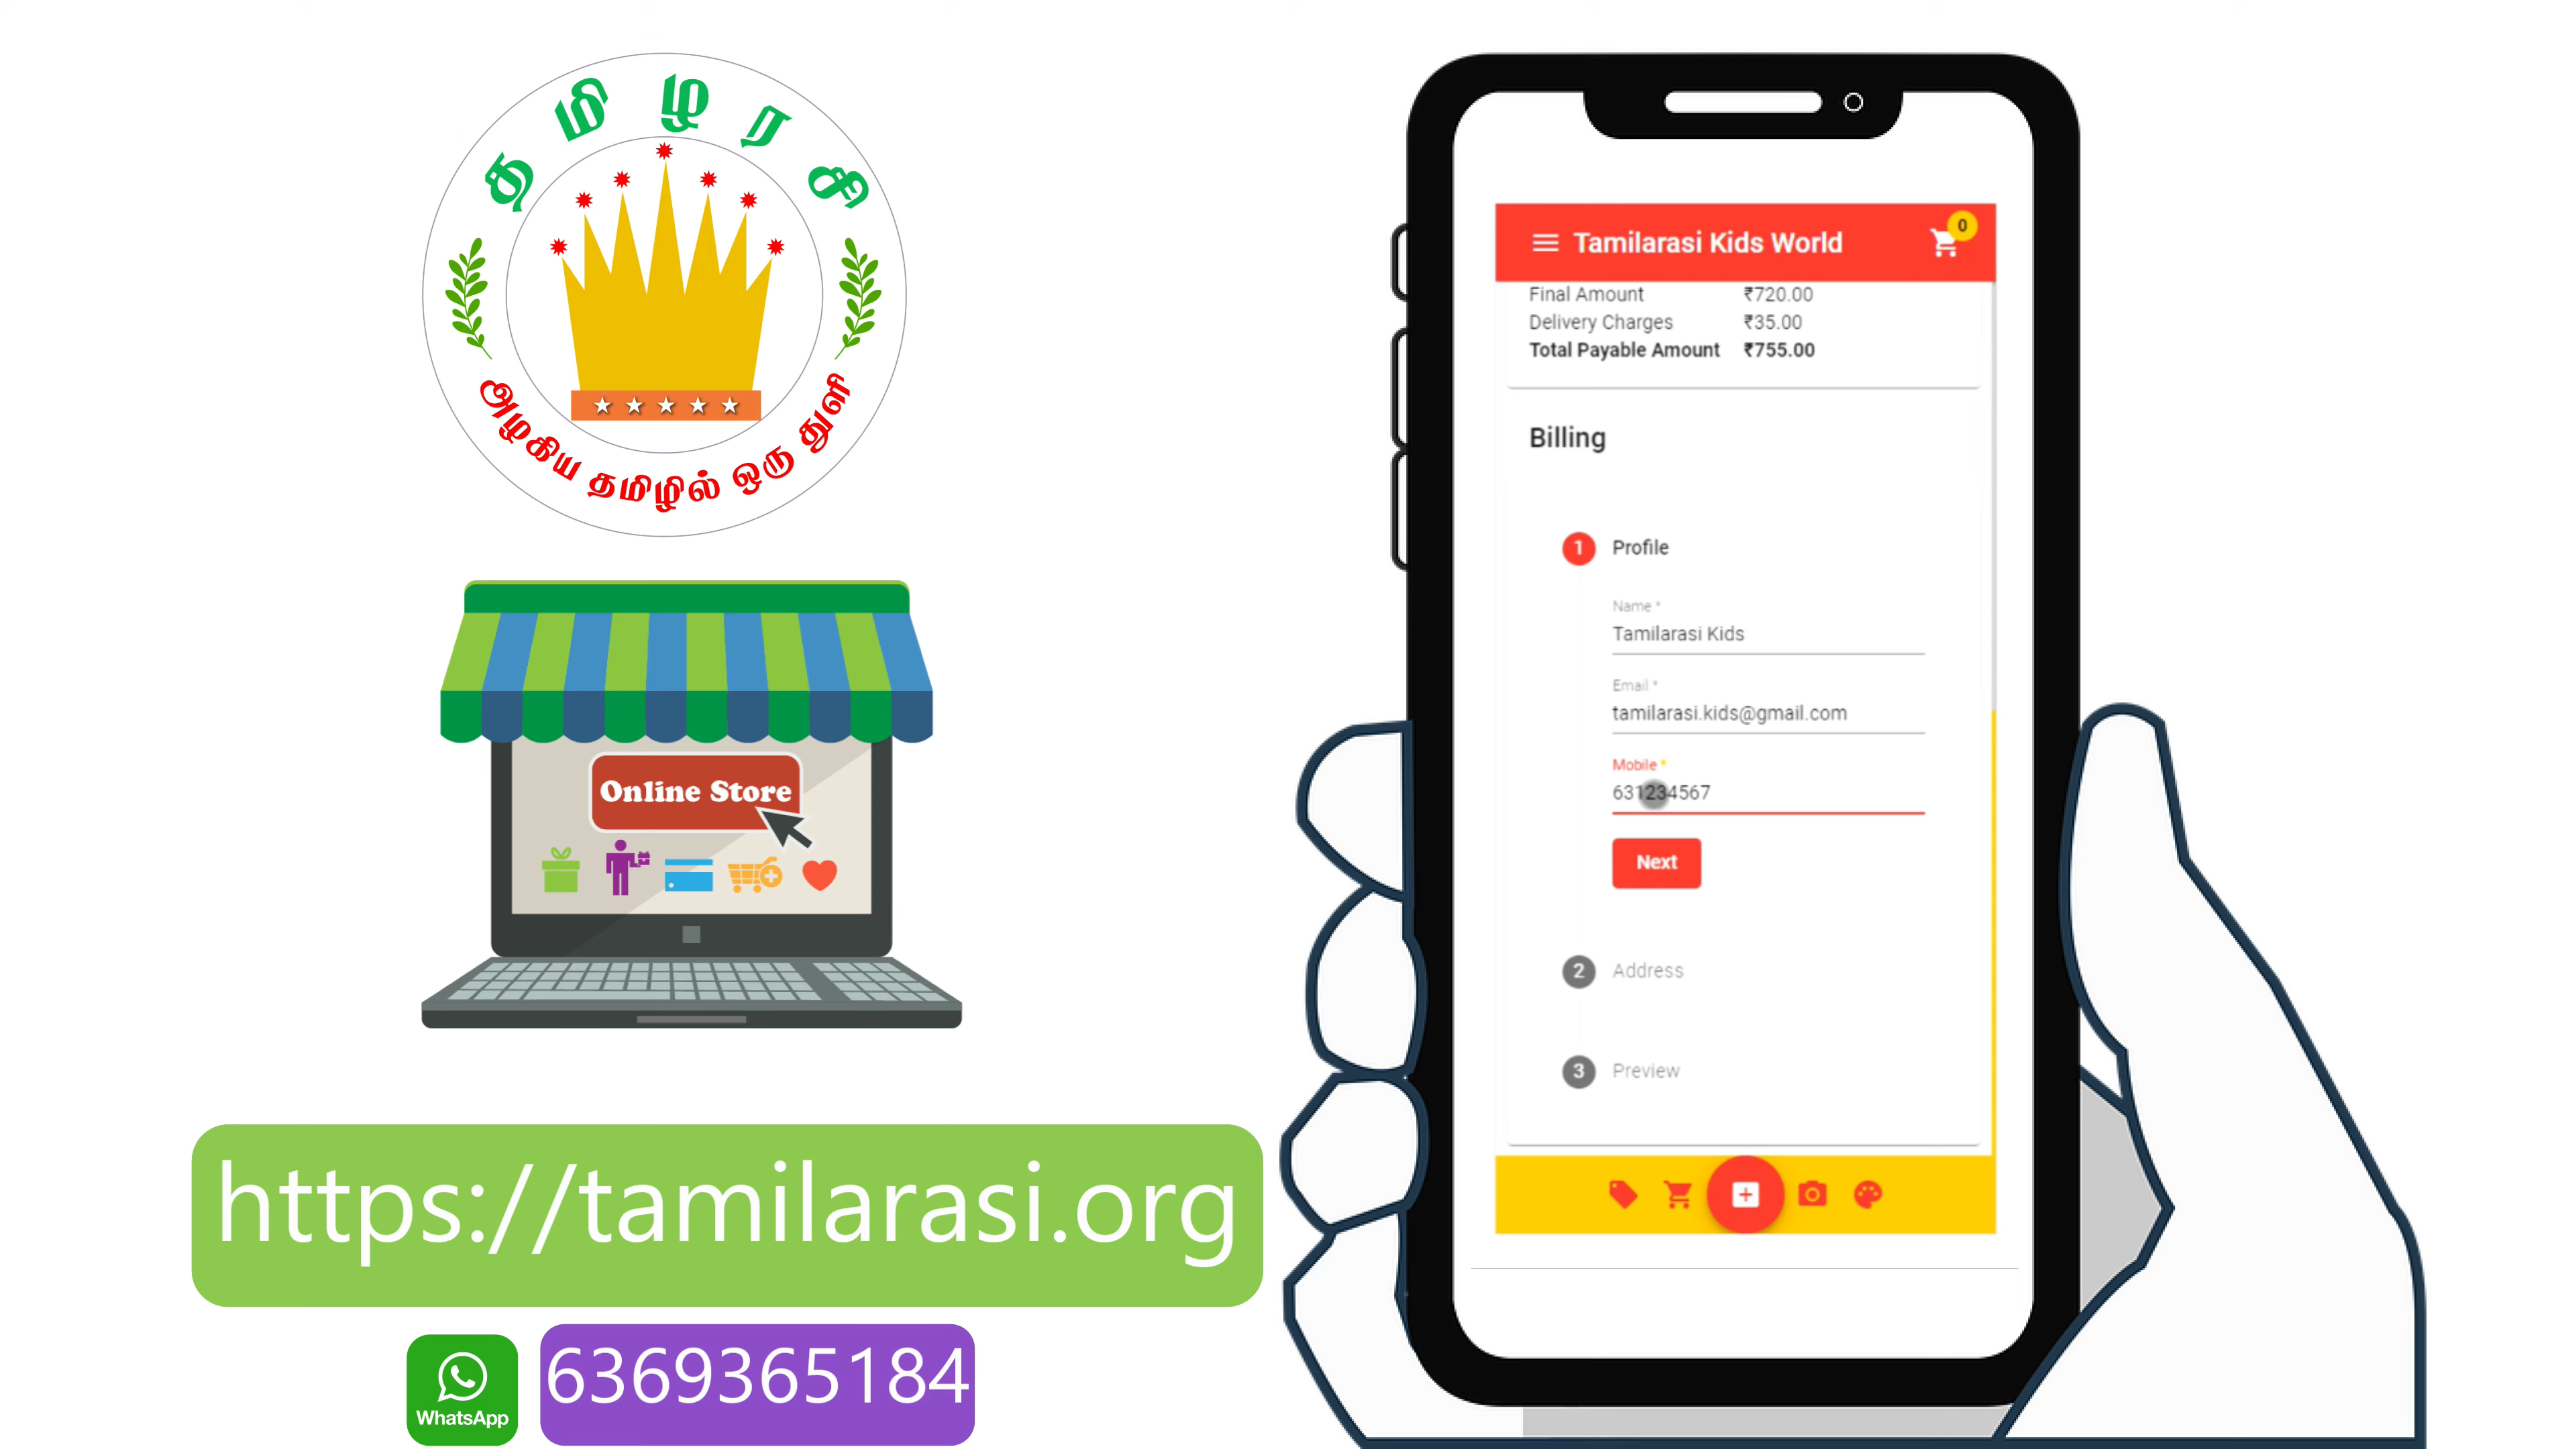 தமிழரசி
அழகிய தமிழில் ஒரு துளி
Online Store
https://tamilarasi.org
WhatsApp
6369365184
Tamilarasi Kids World
0
Final Amount ₹720.00
Delivery Charges ₹35.00
Total Payable Amount ₹755.00
Billing
1 Profile
Name *
Tamilarasi Kids
Email *
tamilarasi.kids@gmail.com
Mobile *
631234567
Next
2 Address
3 Preview